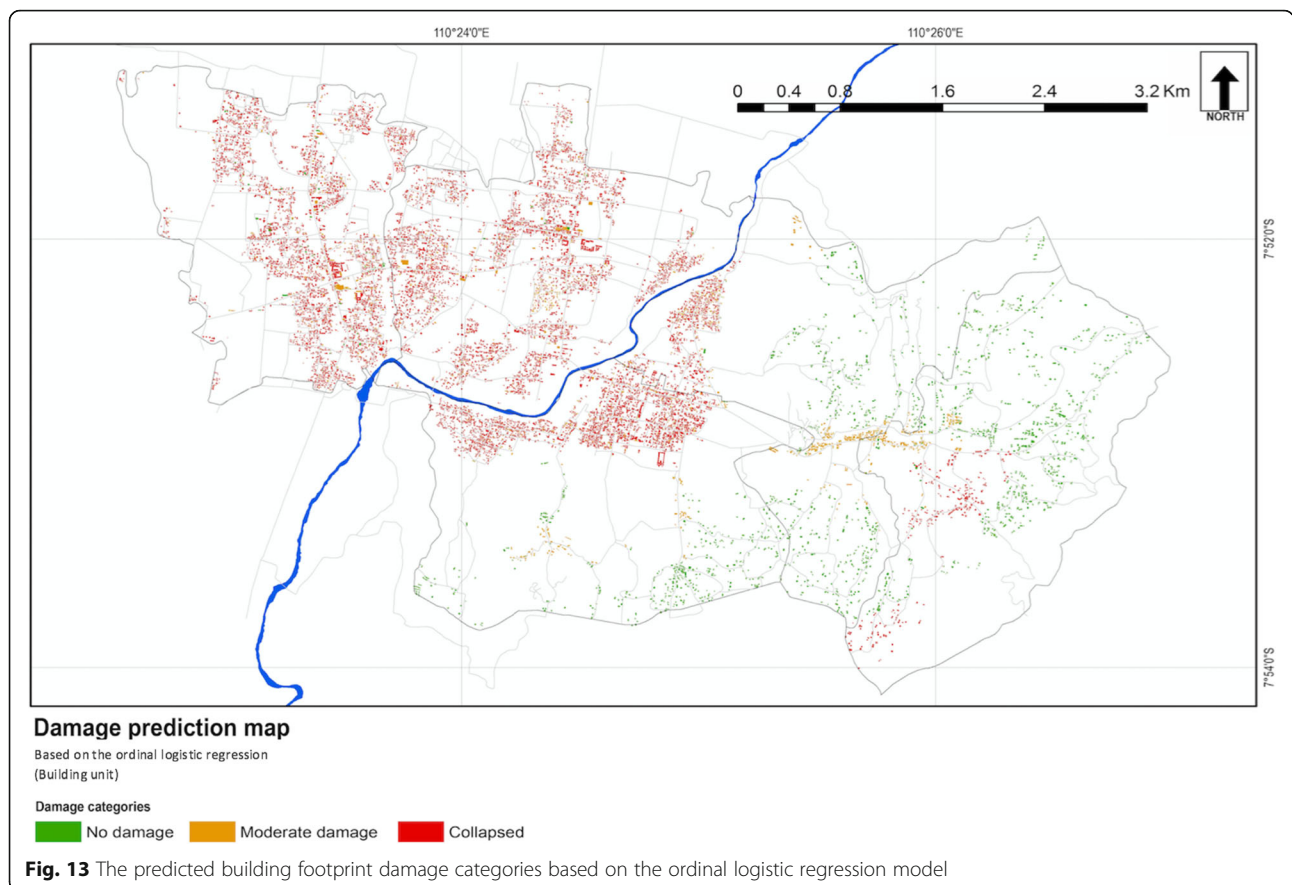 110°24'0"E
110°26'0"E
0 0.4 0.8 1.6 2.4 3.2 Km
NORTH
7°52'0"S
7°54'0"S
Damage prediction map
Based on the ordinal logistic regression
(Building unit)
Damage categories
No damage Moderate damage Collapsed
Fig. 13 The predicted building footprint damage categories based on the ordinal logistic regression model